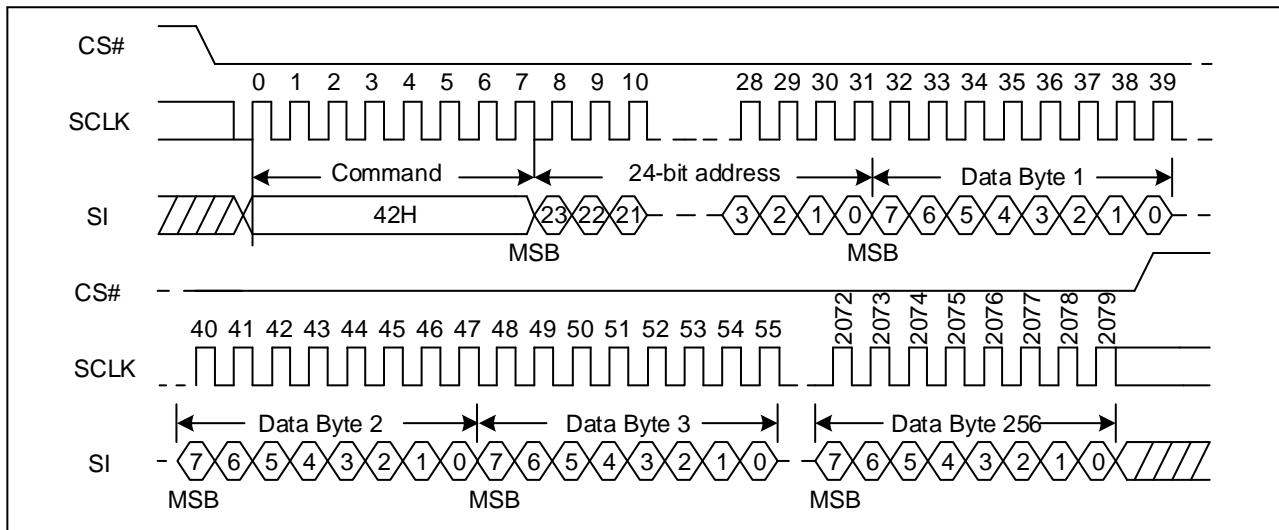 CS#
0 1 2 3 4 5 6 7 8 9 10 28 29 30 31 32 33 34 35 36 37 38 39
SCLK
Command 24-bit address Data Byte 1
SI 42H 23 22 21 3 2 1 0 7 6 5 4 3 2 1 0
MSB MSB
CS#
40 41 42 43 44 45 46 47 48 49 50 51 52 53 54 55 2072 2073 2074 2075 2076 2077 2078 2079
SCLK
Data Byte 2 Data Byte 3 Data Byte 256
SI 7 6 5 4 3 2 1 0 7 6 5 4 3 2 1 0 7 6 5 4 3 2 1 0
MSB MSB MSB